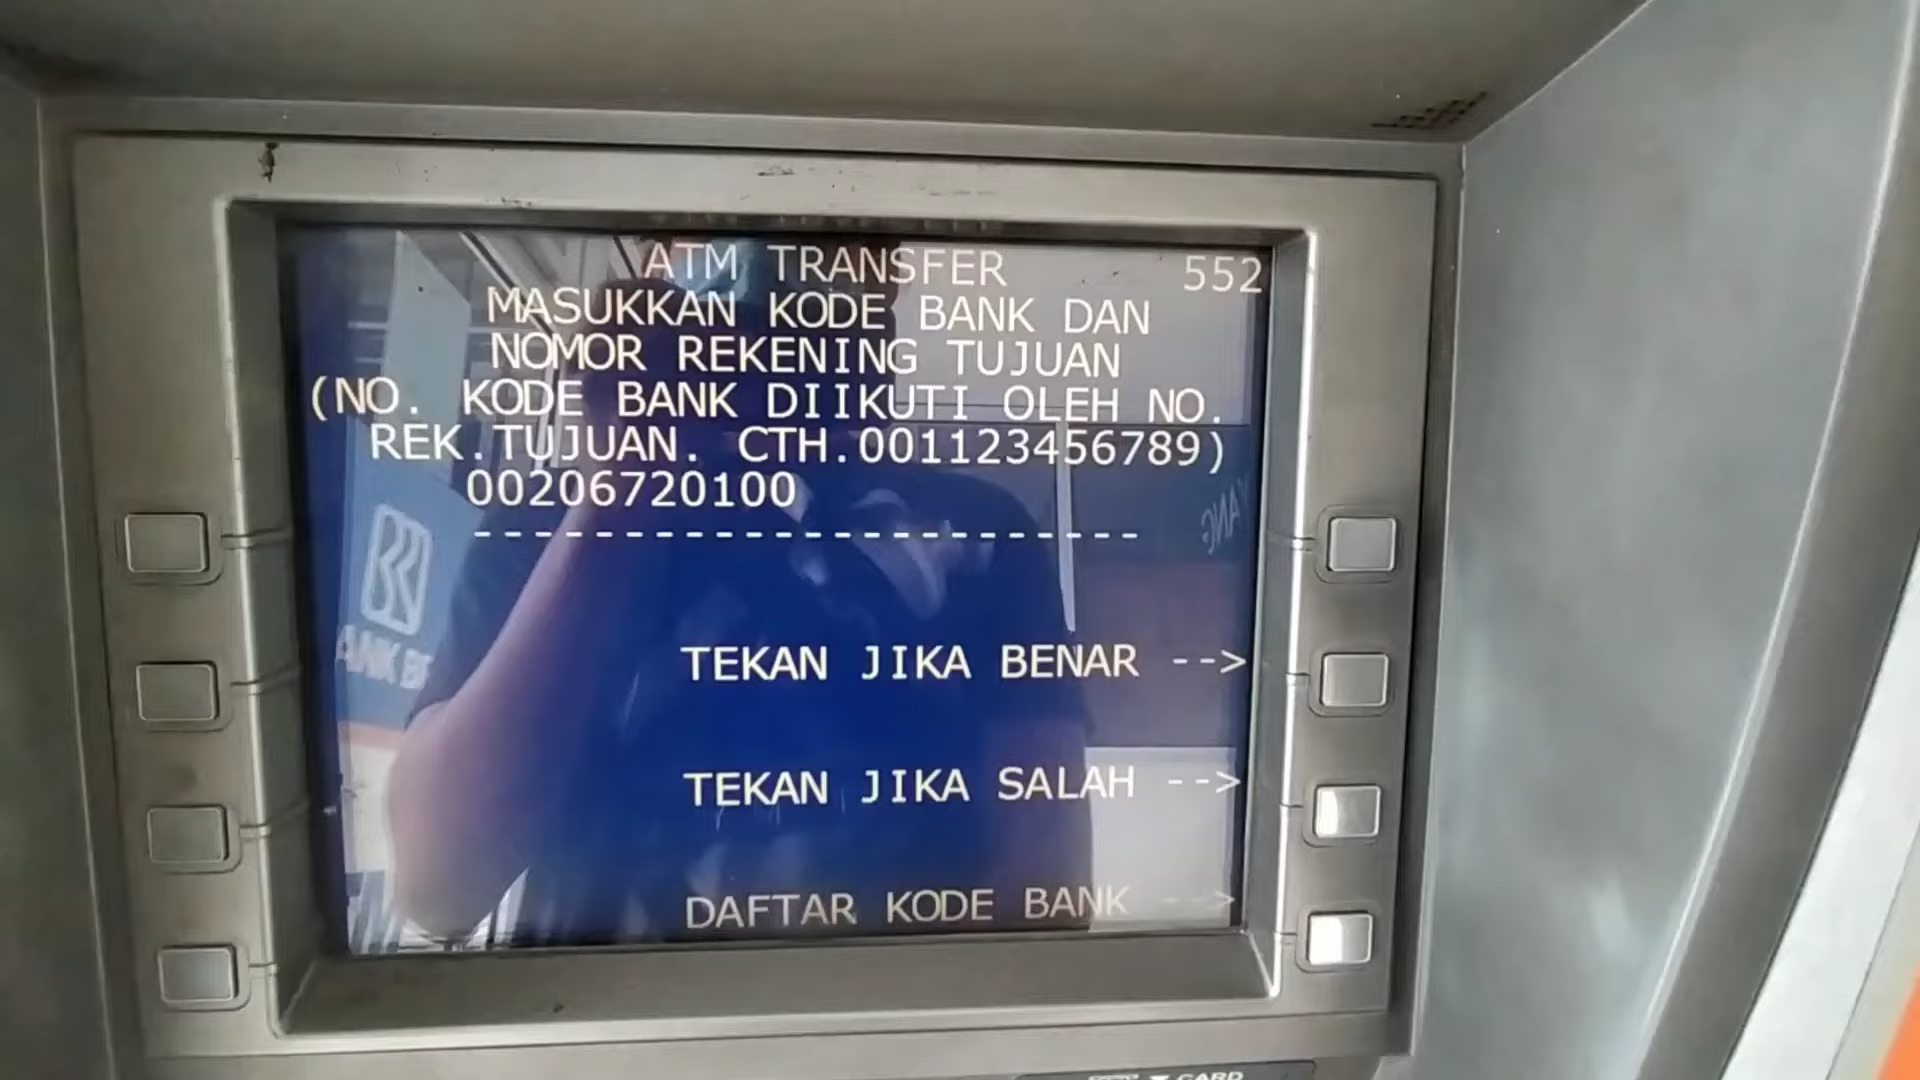 ATM TRANSFER 552
MASUKKAN KODE BANK DAN
NOMOR REKENING TUJUAN
(NO. KODE BANK DIIKUTI OLEH NO.
REK.TUJUAN. CTH.001123456789)
00206720100
-----------------------
TEKAN JIKA BENAR -->
TEKAN JIKA SALAH -->
DAFTAR KODE BANK -->
CARD